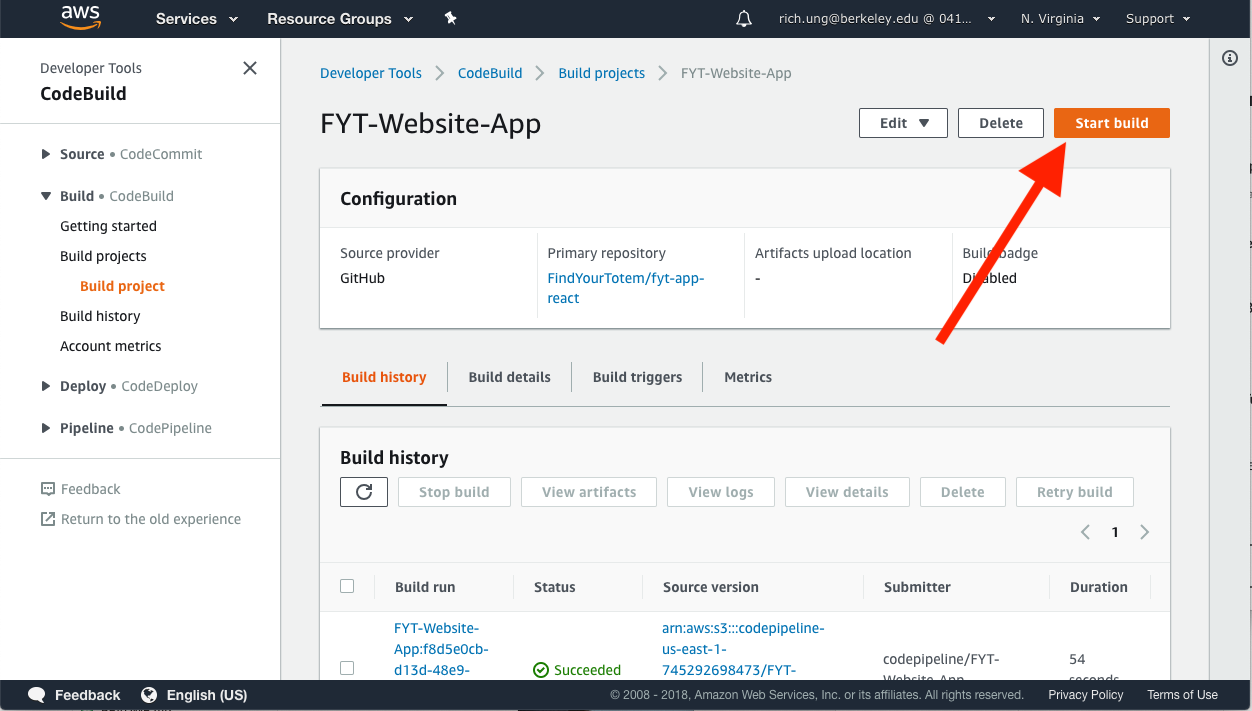 aws
Services
Resource Groups
rich.ung@berkeley.edu @ 041...
N. Virginia
Support
Developer Tools
CodeBuild
Source • CodeCommit
Build • CodeBuild
Getting started
Build projects
Build project
Build history
Account metrics
Deploy • CodeDeploy
Pipeline • CodePipeline
Feedback
Return to the old experience
Developer Tools
CodeBuild
Build projects
FYT-Website-App
FYT-Website-App
Edit
Delete
Start build
Configuration
Source provider
GitHub
Primary repository
FindYourTotem/fyt-app-
react
Artifacts upload location
-
Build badge
Disabled
Build history
Build details
Build triggers
Metrics
Build history
Stop build
View artifacts
View logs
View details
Delete
Retry build
1
Build run
Status
Source version
Submitter
Duration
FYT-Website-
App:f8d5e0cb-
d13d-48e9-
Succeeded
arn:aws:s3:::codepipeline-
us-east-1-
745292698473/FYT-
codepipeline/FYT-
Website-App
54
seconds
Feedback
English (US)
© 2008 - 2018, Amazon Web Services, Inc. or its affiliates. All rights reserved.
Privacy Policy
Terms of Use